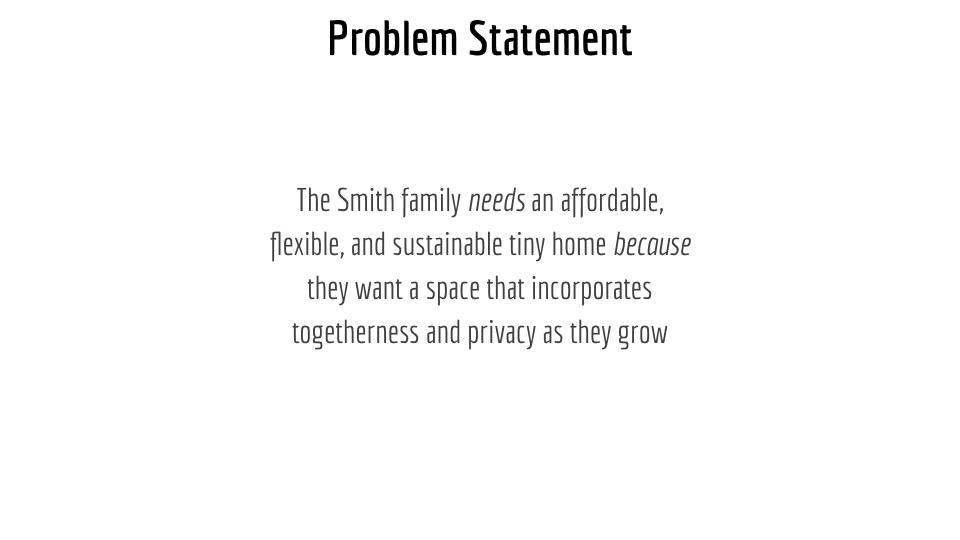 Problem Statement
The Smith family needs an affordable,
flexible, and sustainable tiny home because
they want a space that incorporates
togetherness and privacy as they grow